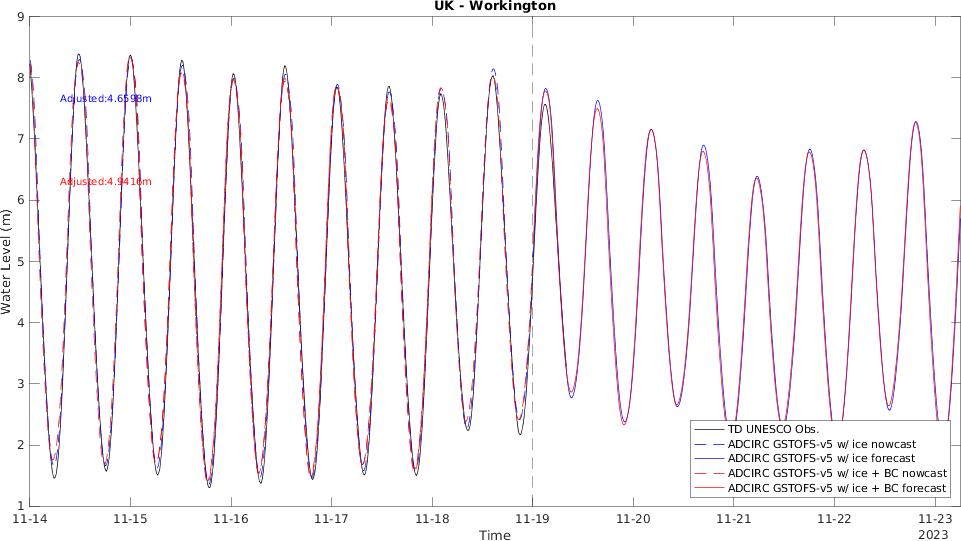 UK - Workington
9
8
7
6
5
4
3
2
1
Water Level (m)
Adjusted:4.6598m
Adjusted:4.9416m
TD UNESCO Obs.
ADCIRC GSTOFS-v5 w/ ice nowcast
ADCIRC GSTOFS-v5 w/ ice forecast
ADCIRC GSTOFS-v5 w/ ice + BC nowcast
ADCIRC GSTOFS-v5 w/ ice + BC forecast
11-14 11-15 11-16 11-17 11-18 11-19 11-20 11-21 11-22 11-23
Time
2023